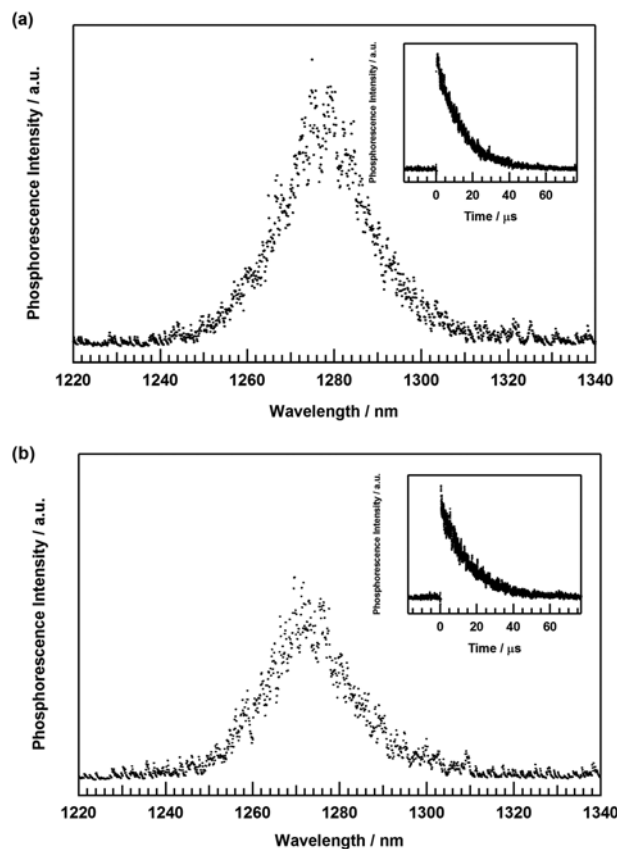 (a)
Phosphorescence Intensity / a.u.
Phosphorescence Intensity / a.u.
0 20 40 60
Time / μs
1220 1240 1260 1280 1300 1320 1340
Wavelength / nm
(b)
Phosphorescence Intensity / a.u.
Phosphorescence Intensity / a.u.
0 20 40 60
Time / μs
1220 1240 1260 1280 1300 1320 1340
Wavelength / nm